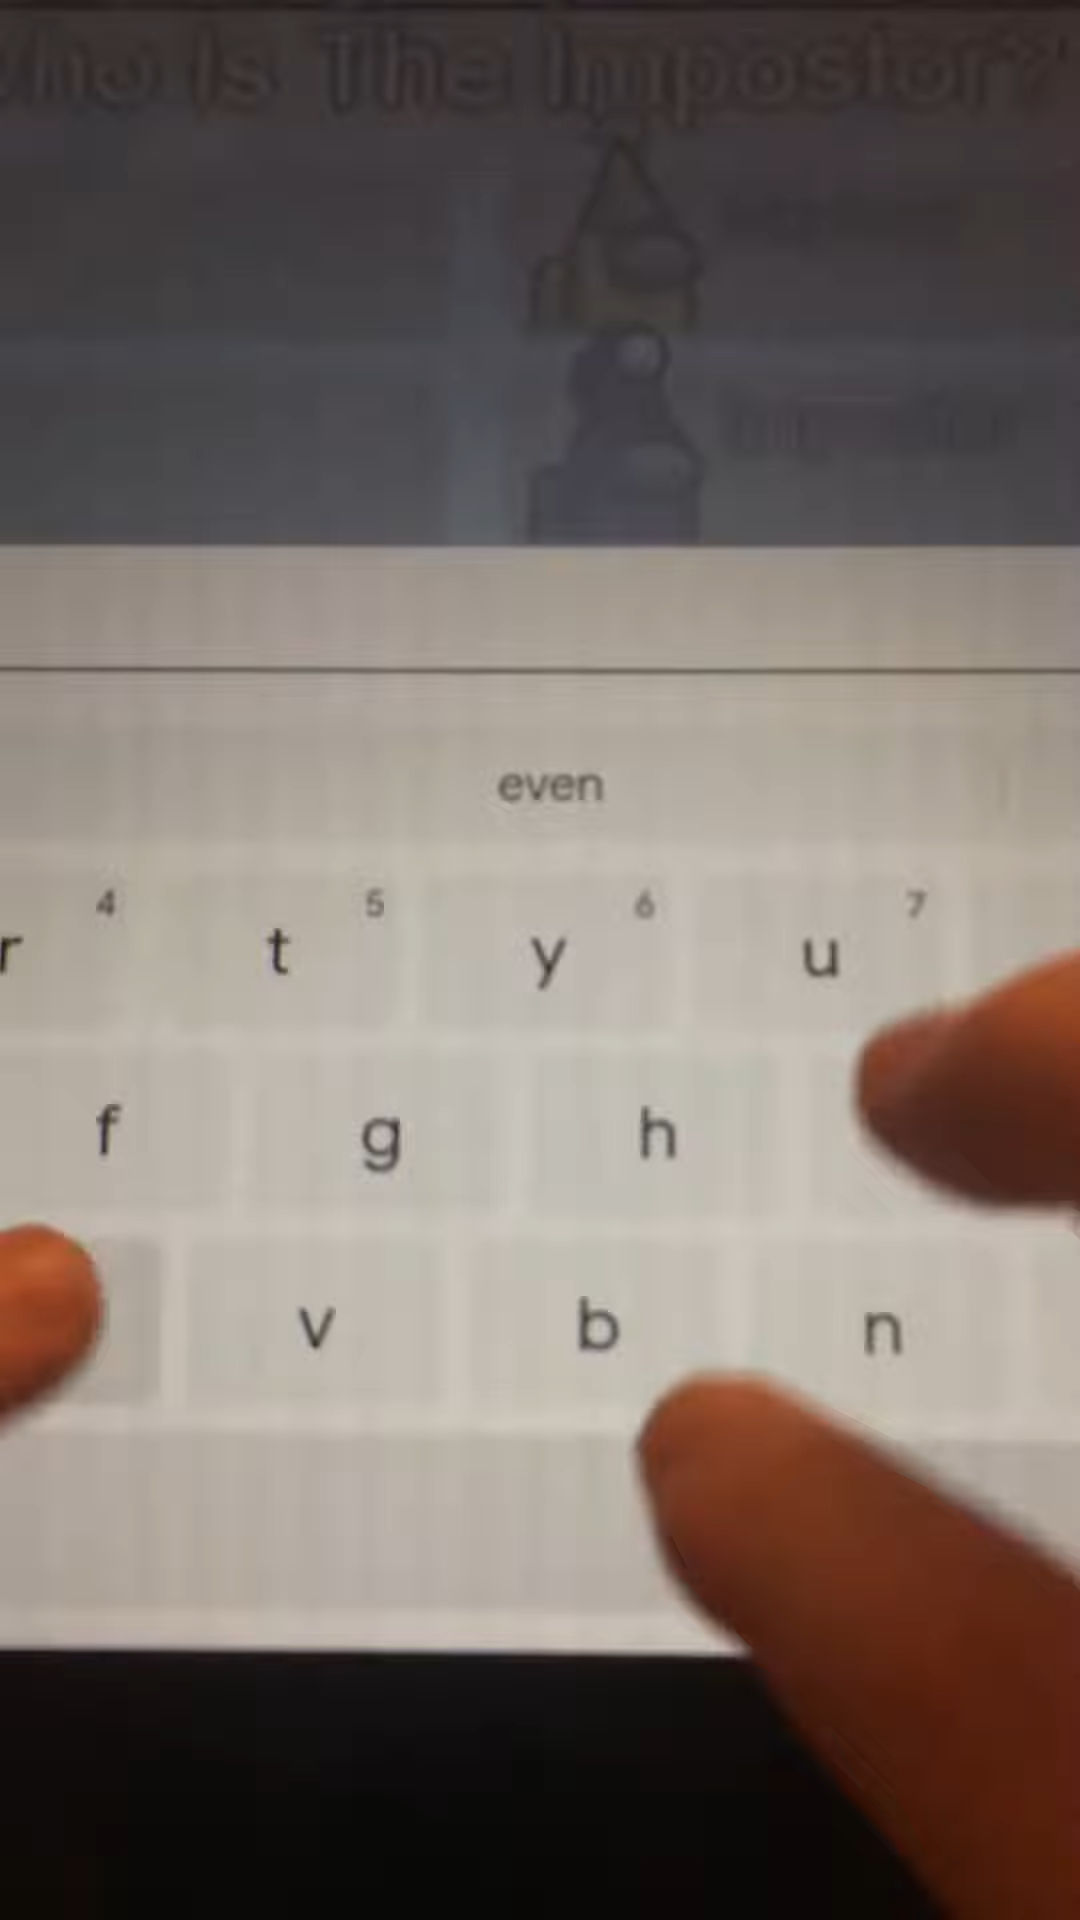 Who Is The Impostor?
even
4 5 6 7
r t y u
f g h
v b n